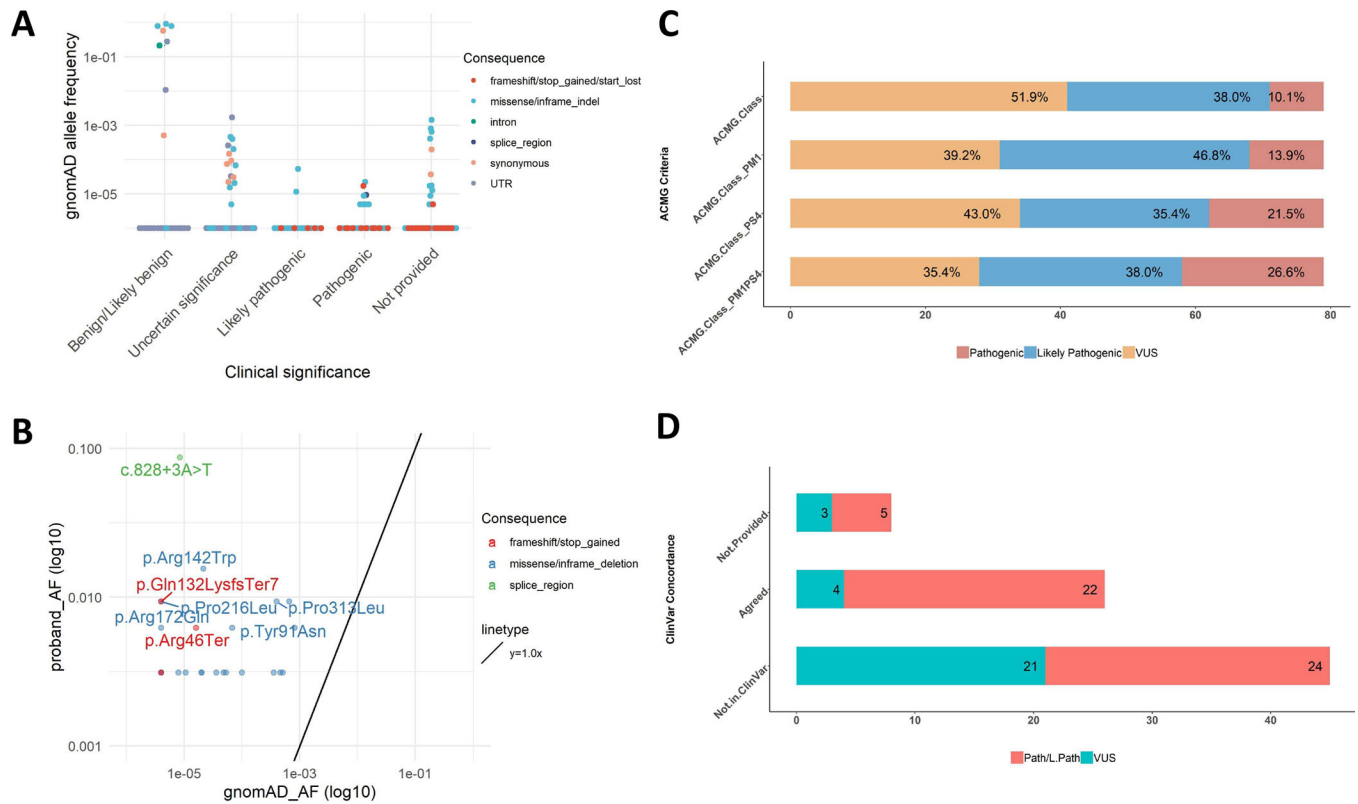 A
gnomAD allele frequency
1e-01
1e-03
1e-05
Benign/Likely benign
Uncertain significance
Likely pathogenic
Pathogenic
Not provided
Clinical significance
Consequence
frameshift/stop_gained/start_lost
missense/inframe_indel
intron
splice_region
synonymous
UTR
C
ACMG Criteria
ACMG.Class
51.9% 38.0% 10.1%
ACMG.Class_PM1
39.2% 46.8% 13.9%
ACMG.Class_PS4
43.0% 35.4% 21.5%
ACMG.Class_PM1PS4
35.4% 38.0% 26.6%
0 20 40 60 80
Pathogenic Likely Pathogenic VUS
B
proband_AF (log10)
0.100
0.010
0.001
c.828+3A>T
p.Arg142Trp
p.Gln132LysfsTer7
p.Pro216Leu p.Pro313Leu
p.Arg172Gln
p.Tyr91Asn
p.Arg46Ter
1e-05 1e-03 1e-01
gnomAD_AF (log10)
Consequence
a frameshift/stop_gained
a missense/inframe_deletion
a splice_region
linetype
y=1.0x
D
ClinVar Concordance
Not.Provided
3 5
Agreed
4 22
Not.in.ClinVar
21 24
0 10 20 30 40
Path/L.Path VUS